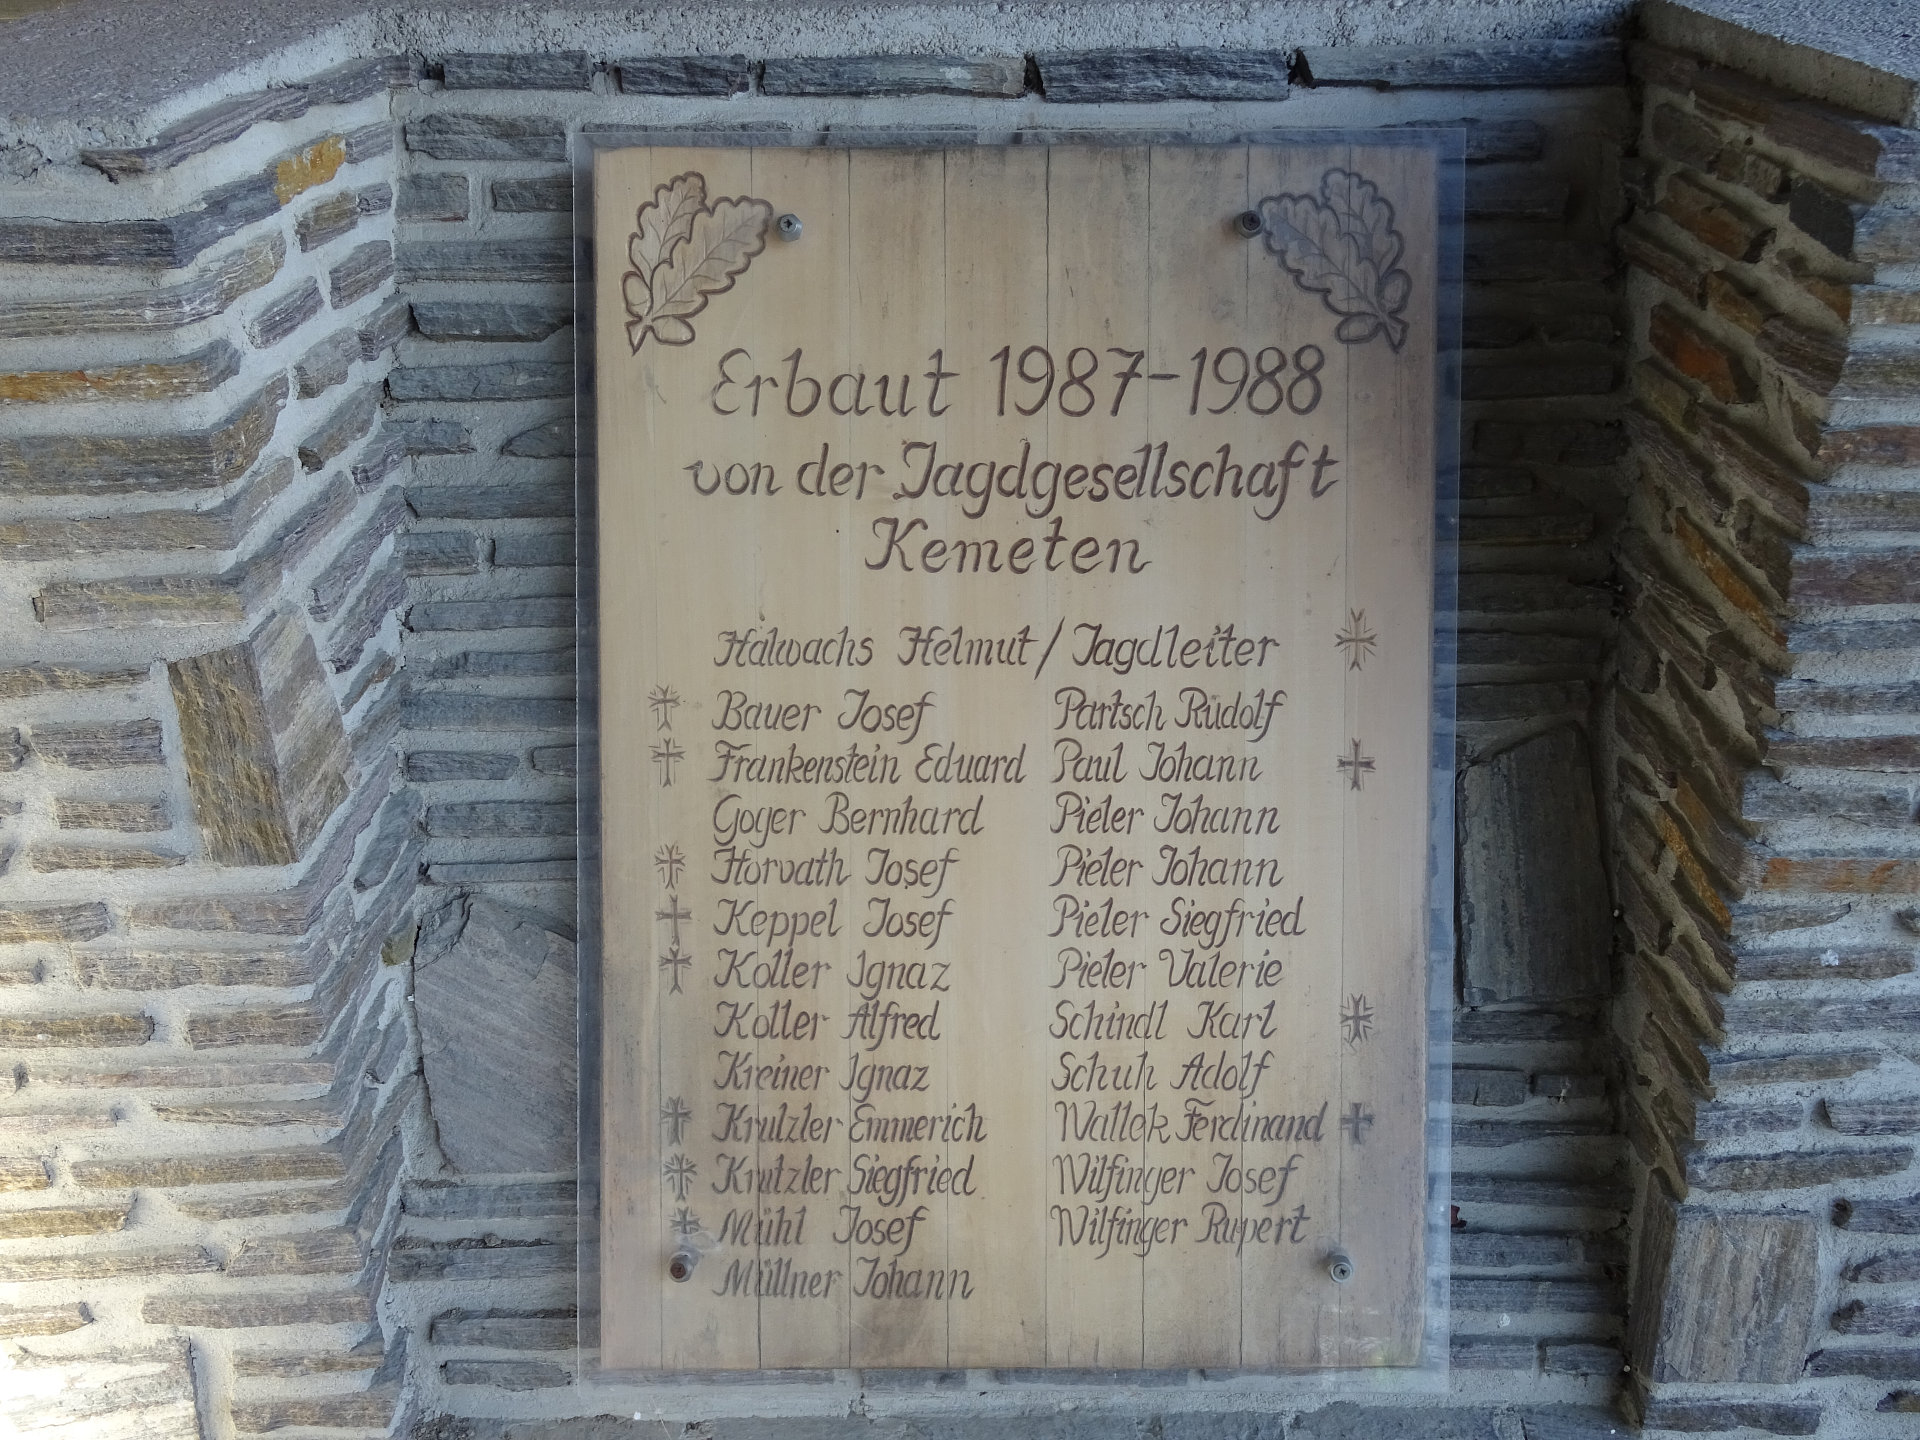 Erbaut 1987-1988
von der Jagdgesellschaft
Kemeten
Halwachs Helmut / Jagdleiter
Bauer Josef
Frankenstein Eduard
Goger Bernhard
Horvath Josef
Keppel Josef
Koller Ignaz
Koller Alfred
Kreiner Ignaz
Krutzler Emmerich
Krutzler Siegfried
Mühl Josef
Müllner Johann
Partsch Rudolf
Paul Johann
Pieler Johann
Pieler Johann
Pieler Siegfried
Pieler Valerie
Schindl Karl
Schuh Adolf
Wallek Ferdinand
Wilfinger Josef
Wilfinger Rupert